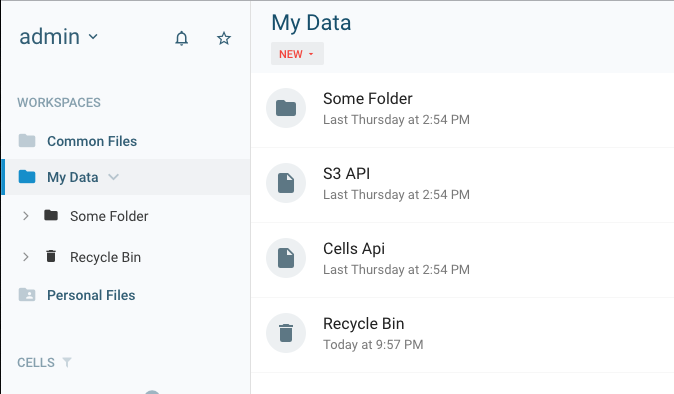 admin
WORKSPACES
Common Files
My Data
Some Folder
Recycle Bin
Personal Files
CELLS
My Data
NEW
Some Folder
Last Thursday at 2:54 PM
S3 API
Last Thursday at 2:54 PM
Cells Api
Last Thursday at 2:54 PM
Recycle Bin
Today at 9:57 PM